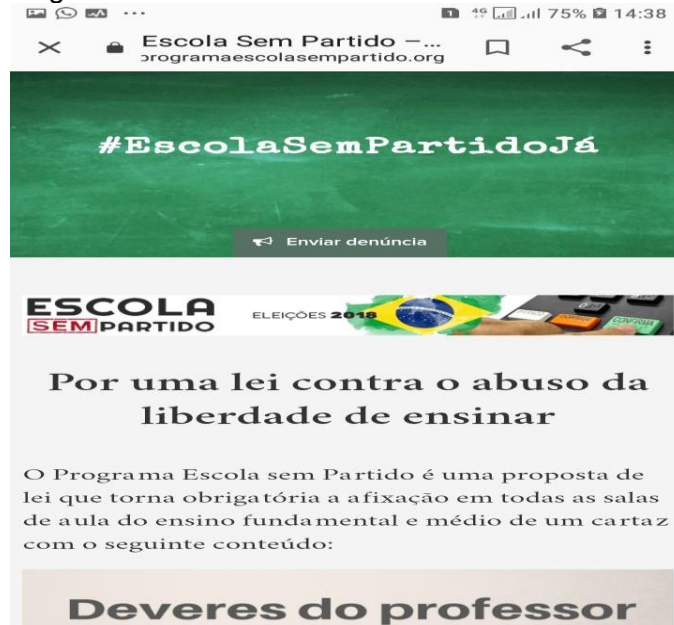 75% 14:38
Escola Sem Partido –...
programaescolasempartido.org
#EscolaSemPartidoJá
Enviar denúncia
ESCOLA
SEM PARTIDO
ELEIÇÕES 2018
CONFIRMA
Por uma lei contra o abuso da
liberdade de ensinar
O Programa Escola sem Partido é uma proposta de
lei que torna obrigatória a afixação em todas as salas
de aula do ensino fundamental e médio de um cartaz
com o seguinte conteúdo:
Deveres do professor